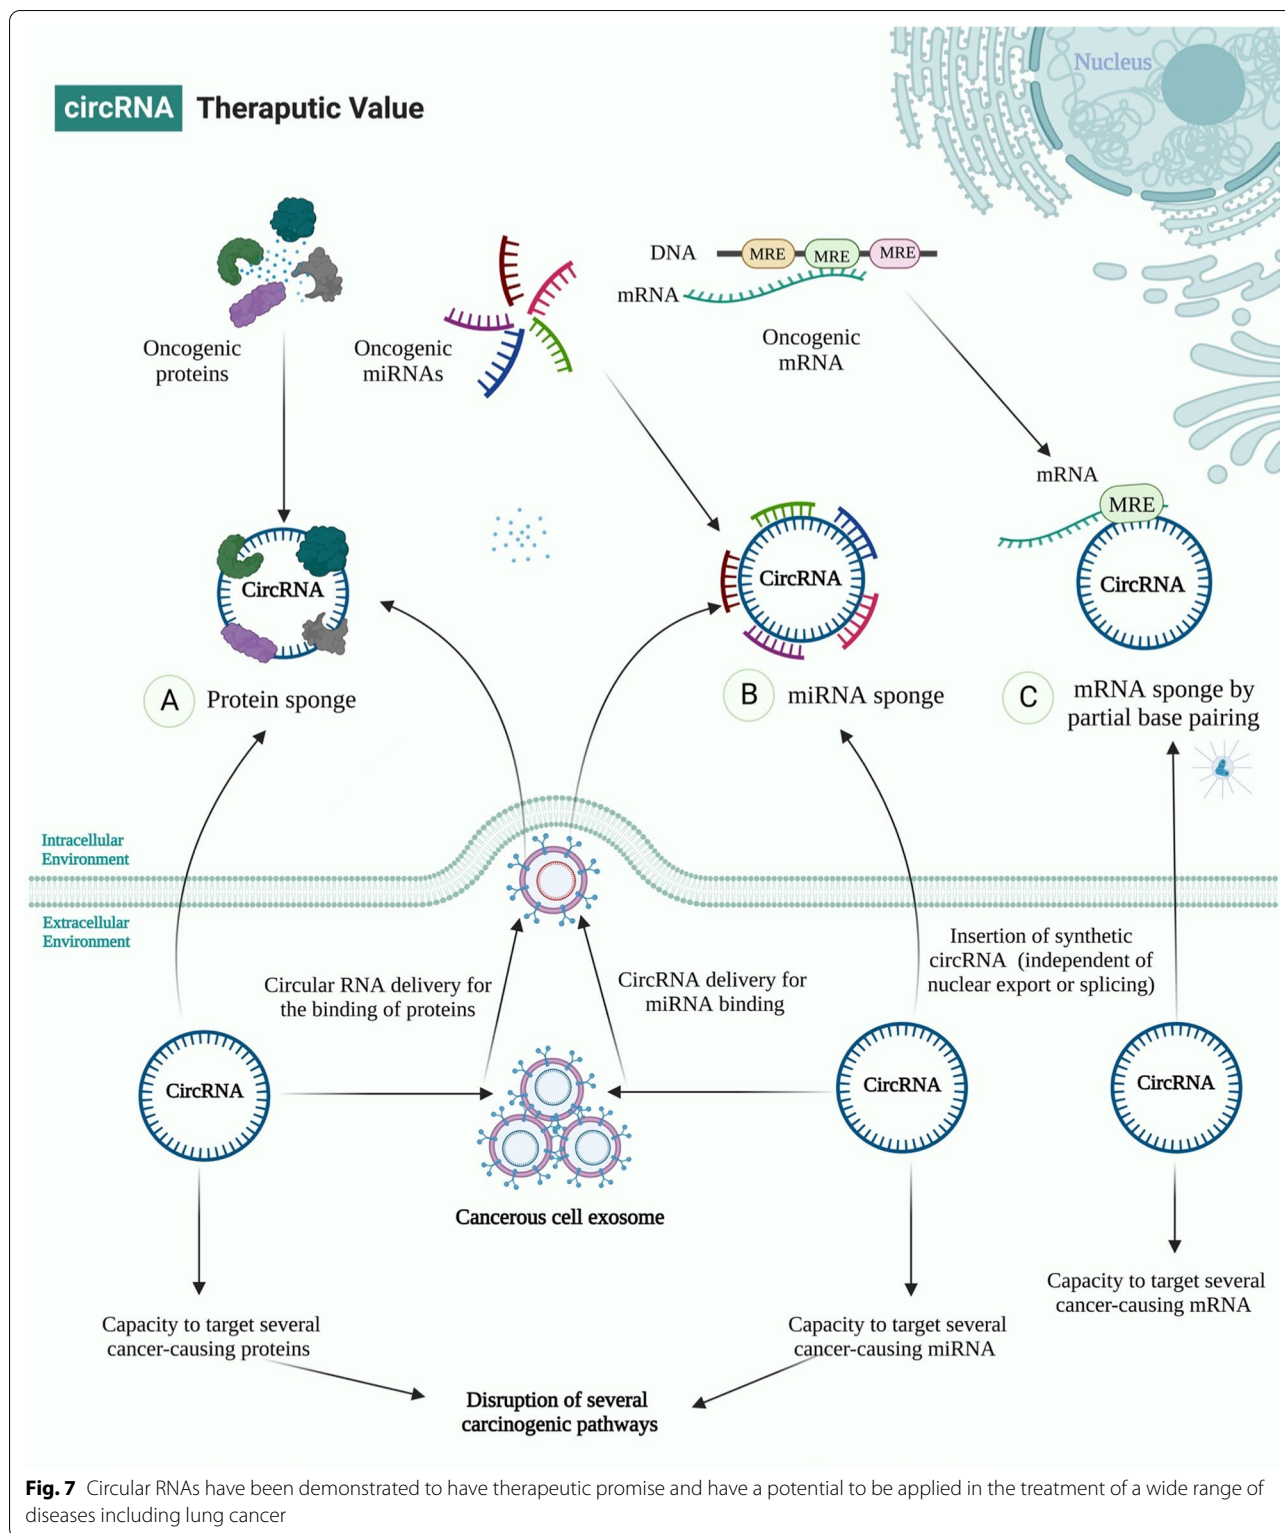 Nucleus
circRNA Theraputic Value
DNA
MRE
MRE
MRE
mRNA
Oncogenic
proteins
Oncogenic
miRNAs
Oncogenic
mRNA
mRNA
MRE
CircRNA
CircRNA
CircRNA
A
Protein sponge
B
miRNA sponge
C
mRNA sponge by
partial base pairing
Intracellular
Environment
Extracellular
Environment
Circular RNA delivery for
the binding of proteins
CircRNA delivery for
miRNA binding
Insertion of synthetic
circRNA (independent of
nuclear export or splicing)
CircRNA
CircRNA
CircRNA
Cancerous cell exosome
Capacity to target several
cancer-causing proteins
Capacity to target several
cancer-causing miRNA
Capacity to target several
cancer-causing mRNA
Disruption of several
carcinogenic pathways
Fig. 7 Circular RNAs have been demonstrated to have therapeutic promise and have a potential to be applied in the treatment of a wide range of
diseases including lung cancer